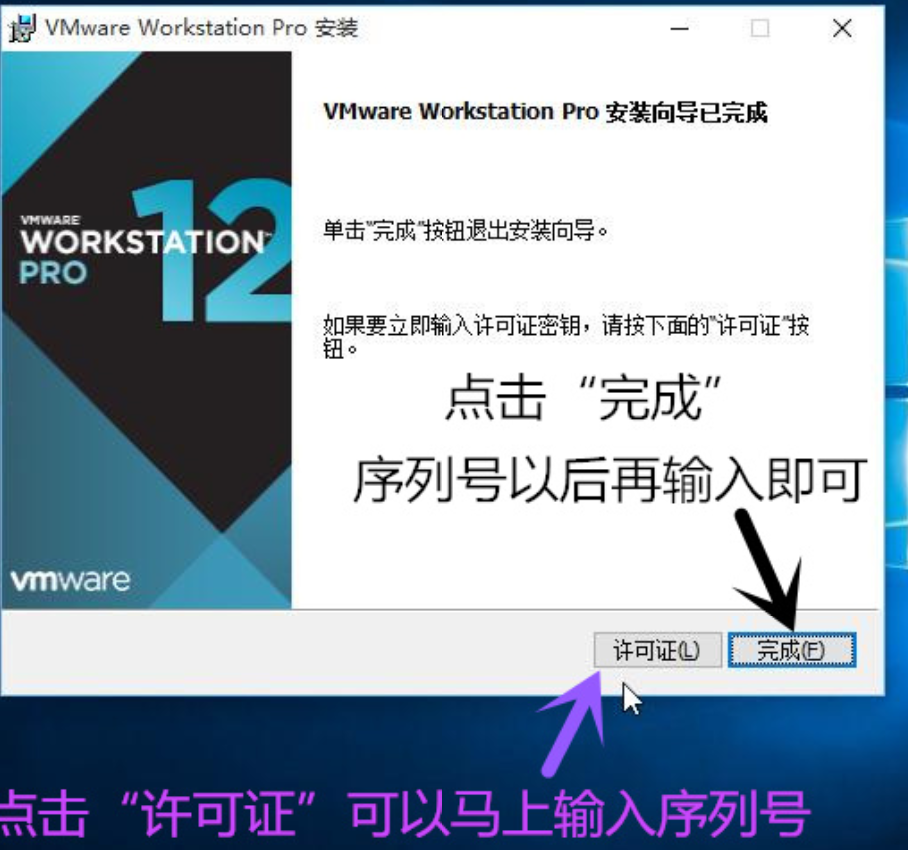 VMware Workstation Pro 安装
VMware Workstation Pro 安装向导已完成
12
VMWARE
WORKSTATION™
PRO
单击"完成"按钮退出安装向导。
如果要立即输入许可证密钥，请按下面的"许可证"按
钮。
点击“完成”
序列号以后再输入即可
vmware
许可证(L)
完成(F)
点击“许可证”可以马上输入序列号